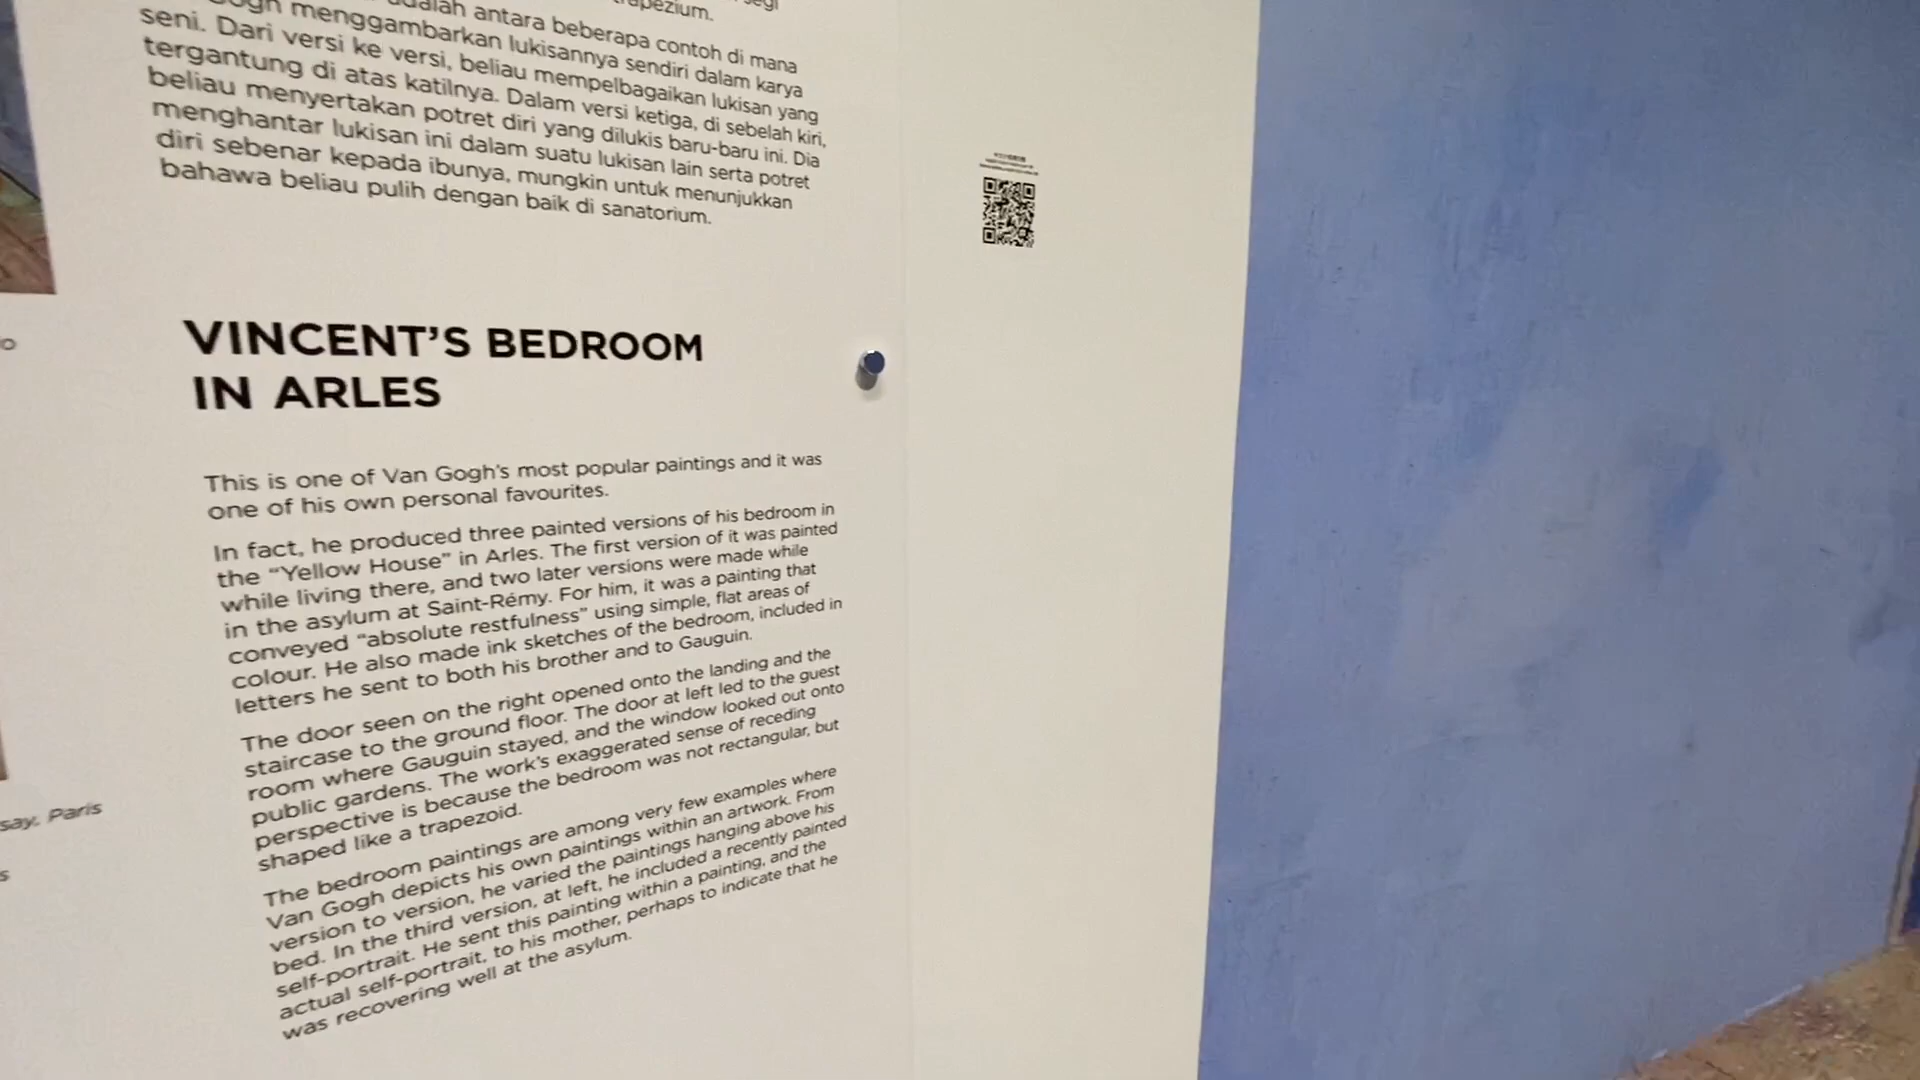 adalah antara beberapa contoh di mana
Gogh menggambarkan lukisannya sendiri dalam karya
seni. Dari versi ke versi, beliau mempelbagaikan lukisan yang
tergantung di atas katilnya. Dalam versi ketiga, di sebelah kiri,
beliau menyertakan potret diri yang dilukis baru-baru ini. Dia
menghantar lukisan ini dalam suatu lukisan lain serta potret
diri sebenar kepada ibunya, mungkin untuk menunjukkan
bahawa beliau pulih dengan baik di sanatorium.
VINCENT'S BEDROOM
IN ARLES
This is one of Van Gogh's most popular paintings and it was
one of his own personal favourites.
In fact, he produced three painted versions of his bedroom in
the "“Yellow House” in Arles. The first version of it was painted
while living there, and two later versions were made while
in the asylum at Saint-Rémy. For him, it was a painting that
conveyed “absolute restfulness” using simple, flat areas of
colour. He also made ink sketches of the bedroom, included in
letters he sent to both his brother and to Gauguin.
The door seen on the right opened onto the landing and the
staircase to the ground floor. The door at left led to the guest
room where Gauguin stayed, and the window looked out onto
public gardens. The work's exaggerated sense of receding
perspective is because the bedroom was not rectangular, but
shaped like a trapezoid.
The bedroom paintings are among very few examples where
Van Gogh depicts his own paintings within an artwork. From
version to version, he varied the paintings hanging above his
bed. In the third version, at left, he included a recently painted
self-portrait. He sent this painting within a painting, and the
actual self-portrait, to his mother, perhaps to indicate that he
was recovering well at the asylum.
Paris